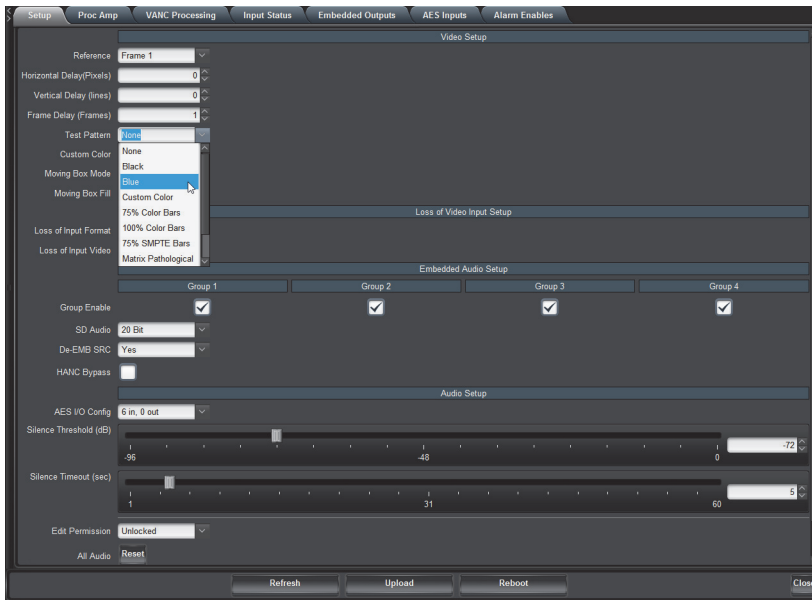 Setup Proc Amp VANC Processing Input Status Embedded Outputs AES Inputs Alarm Enables
Video Setup
Reference Frame 1
Horizontal Delay(Pixels) 0
Vertical Delay (lines) 0
Frame Delay (Frames) 1
Test Pattern None
Custom Color None
Black
Moving Box Mode
Blue
Moving Box Fill
Custom Color
75% Color Bars
Loss of Video Input Setup
Loss of Input Format 100% Color Bars
Loss of Input Video 75% SMPTE Bars
Matrix Pathological
Embedded Audio Setup
Group 1 Group 2 Group 3 Group 4
Group Enable
SD Audio 20 Bit
De-EMB SRC Yes
HANC Bypass
Audio Setup
AES I/O Config 6 in, 0 out
Silence Threshold (dB)
-72
-96 -48 0
Silence Timeout (sec)
5
1 31 60
Edit Permission Unlocked
All Audio Reset
Refresh Upload Reboot Close